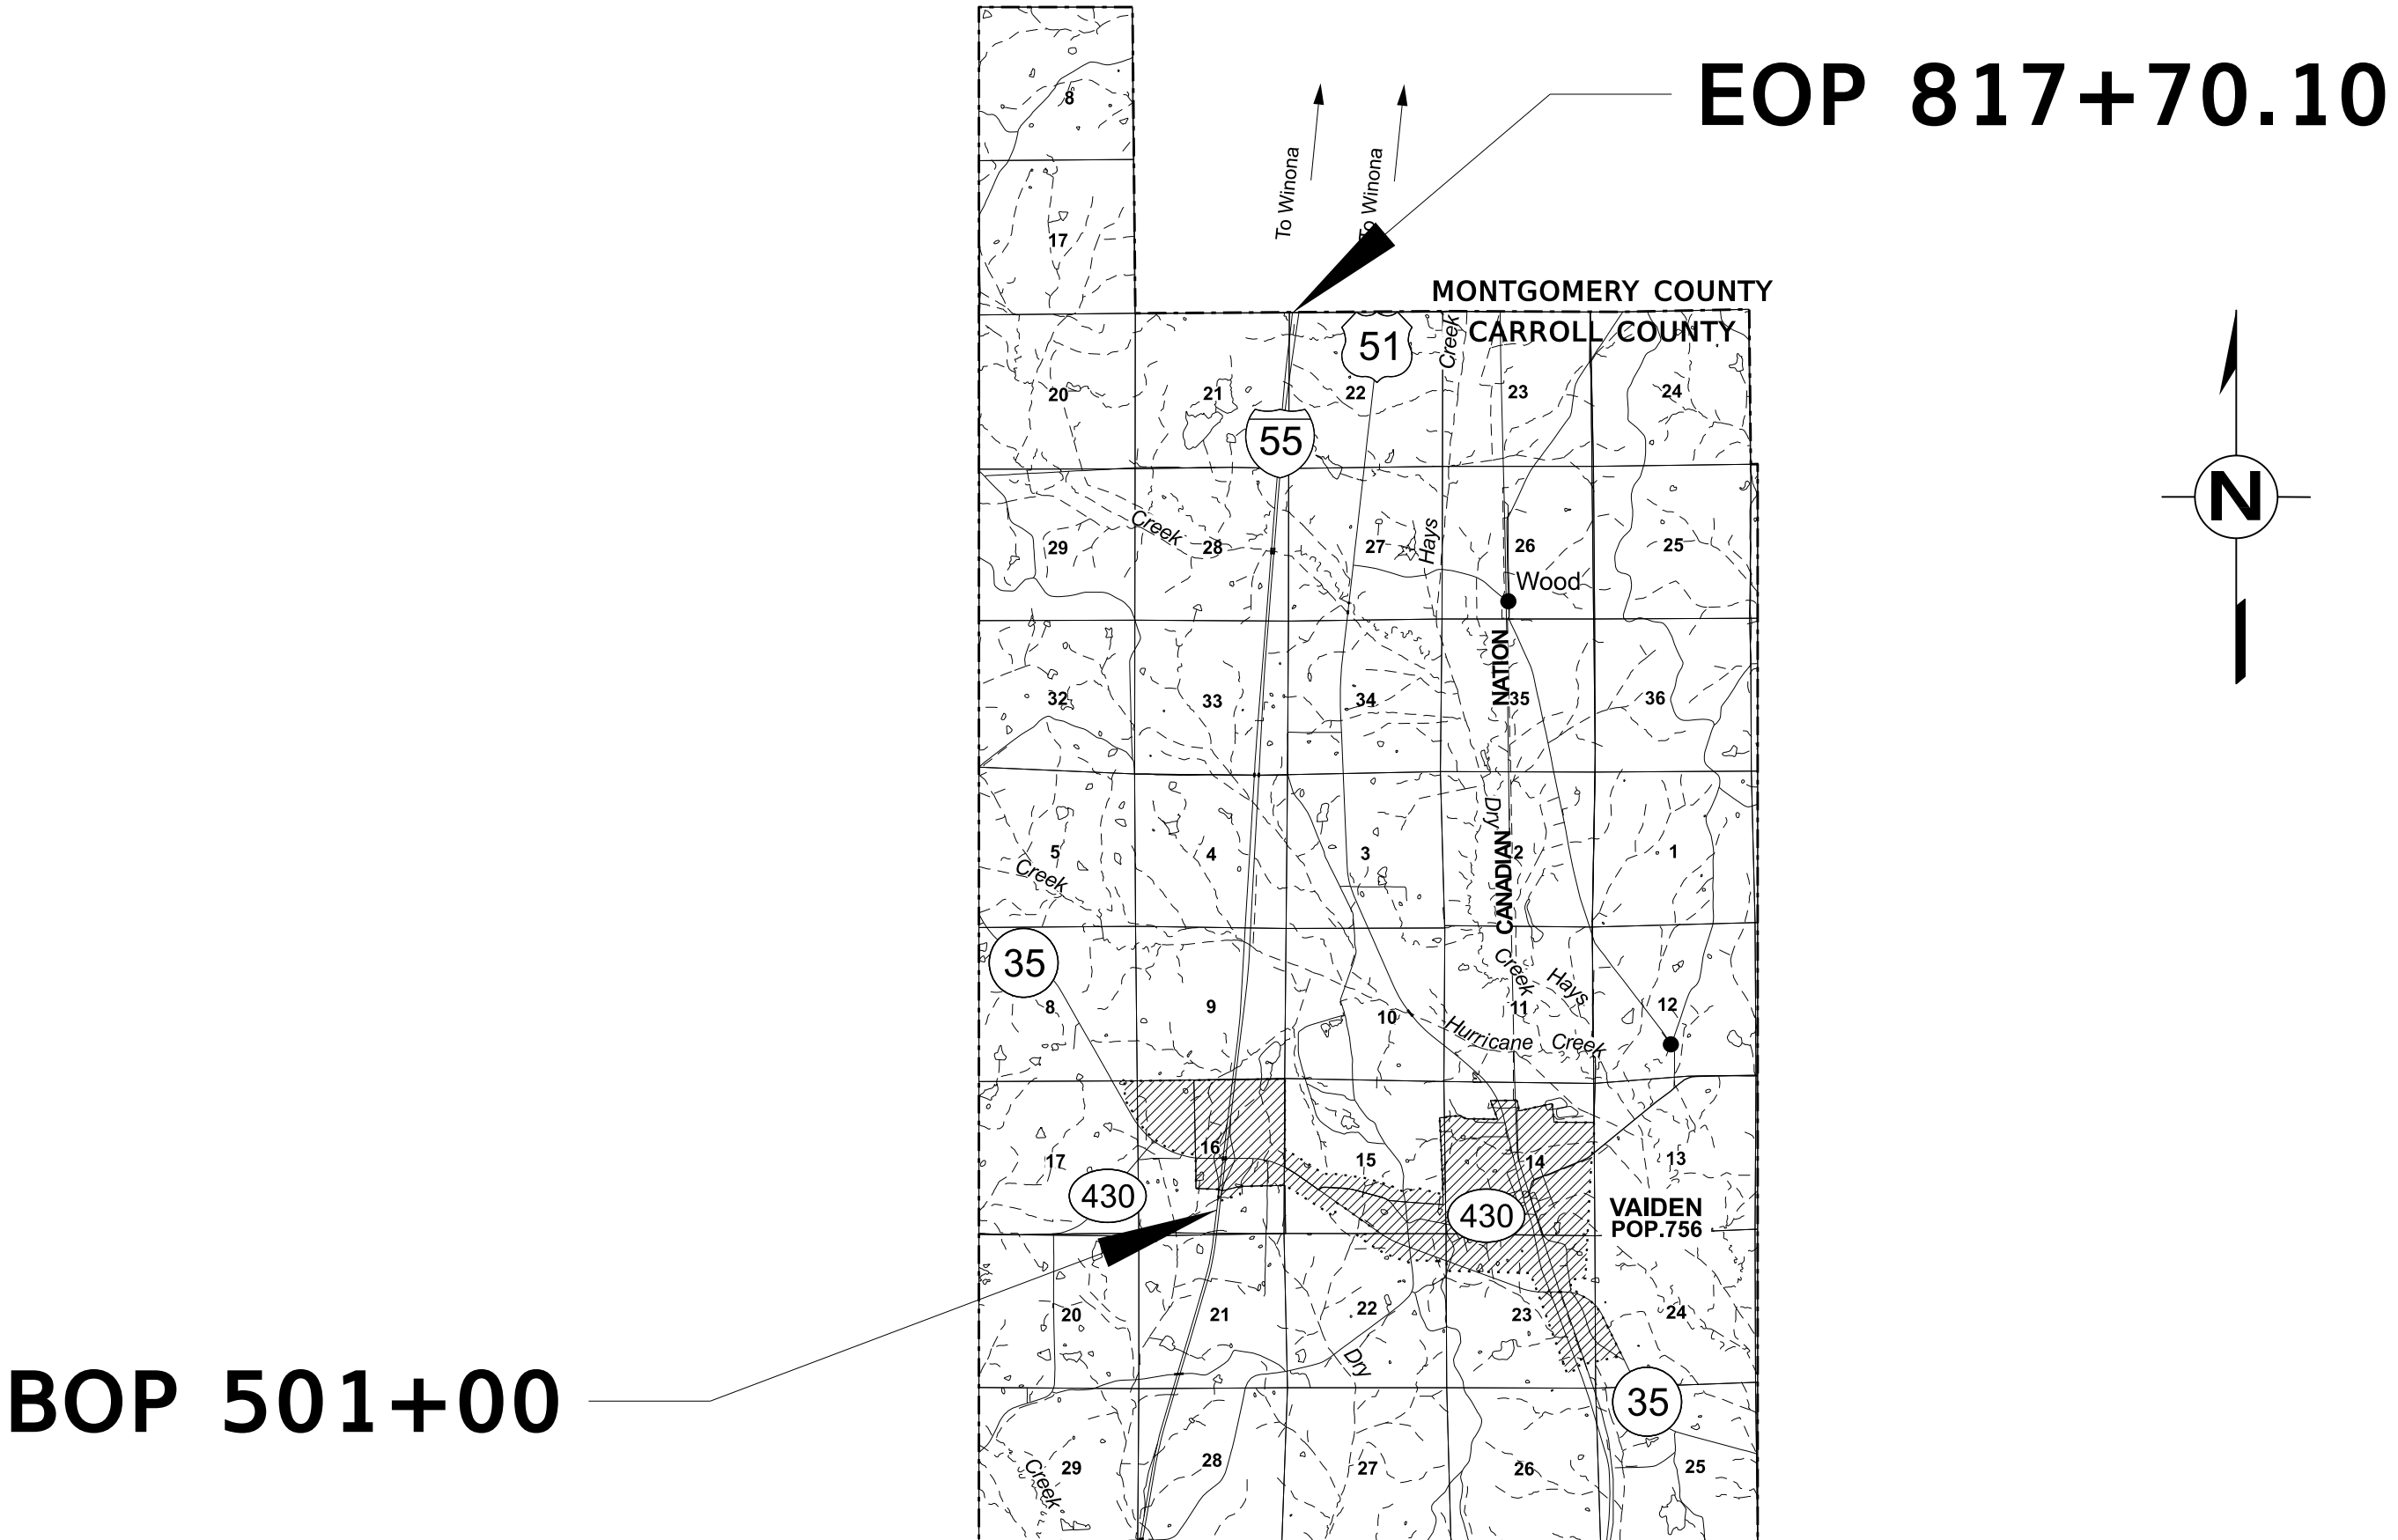 8
EOP 817+70.10
To Winona
To Winona
17
MONTGOMERY COUNTY
CARROLL COUNTY
51
Creek
20
21
22
23
24
55
N
Creek
29
28
27
Hays
26
25
Wood
NATION
32
33
34
35
36
Dry
5
4
3
2
1
Creek
CANADIAN
35
8
9
10
Creek
Hays
11
12
Hurricane Creek
17
16
15
14
13
430
430
VAIDEN
POP.756
20
21
22
23
24
Dry
BOP 501+00
35
29
28
27
26
25
Creek